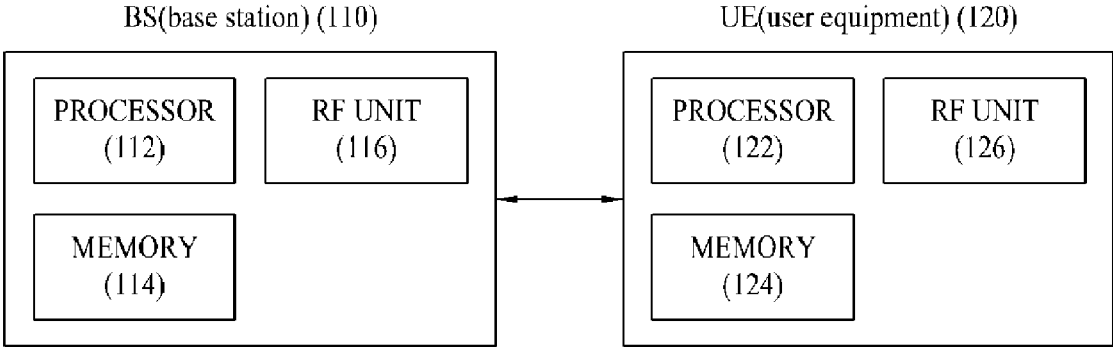 BS(base station) (110)
PROCESSOR
(112)
RF UNIT
(116)
MEMORY
(114)
UE(user equipment) (120)
PROCESSOR
(122)
RF UNIT
(126)
MEMORY
(124)